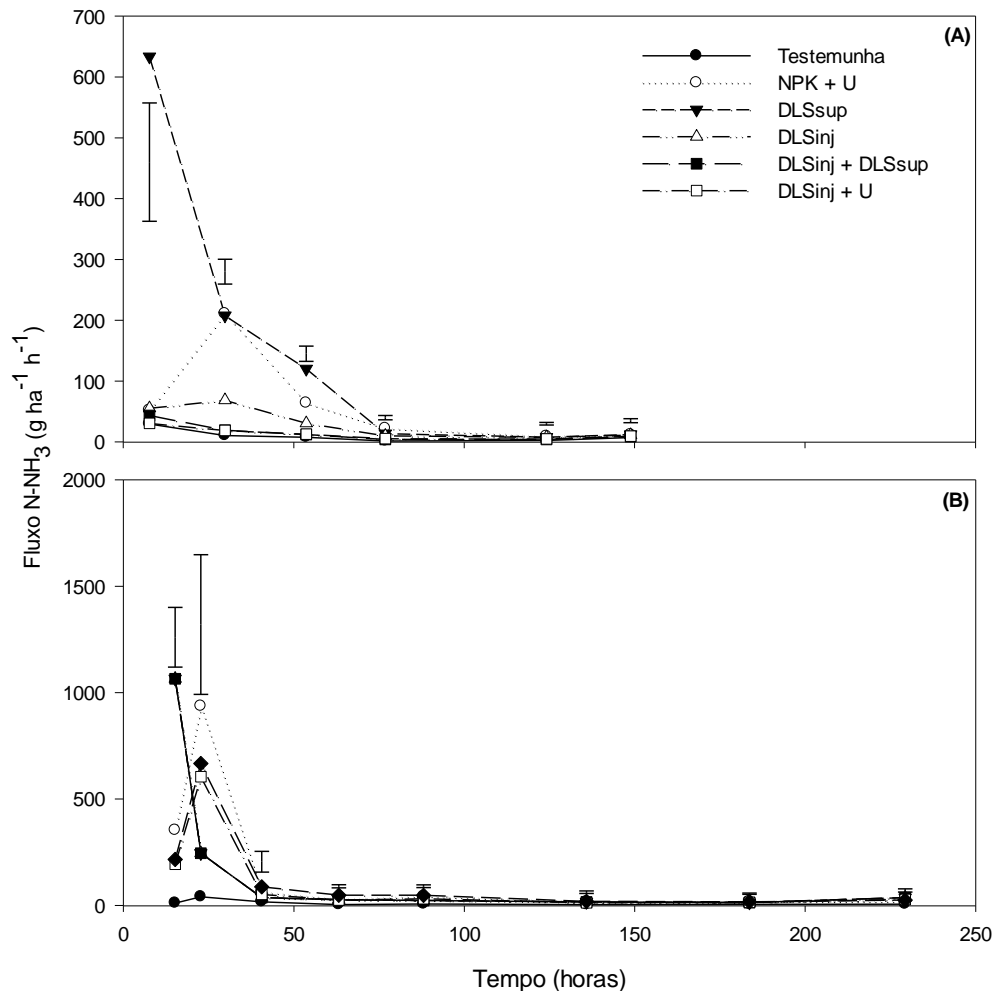 700
600
500
400
300
200
100
0
(A)
Testemunha
NPK + U
DLSsup
DLSinj
DLSinj + DLSsup
DLSinj + U
Fluxo N-NH3 (g ha-1 h-1)
2000
1500
1000
500
0
(B)
0 50 100 150 200 250
Tempo (horas)